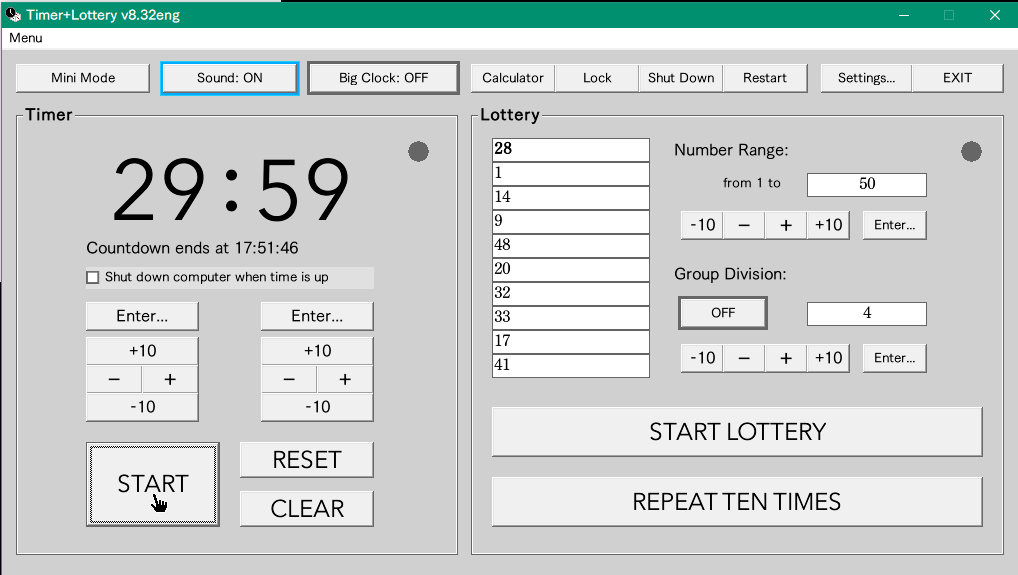 Timer+Lottery v8.32eng
Menu
Mini Mode
Sound: ON
Big Clock: OFF
Calculator
Lock
Shut Down
Restart
Settings...
EXIT
Timer
29:59
Countdown ends at 17:51:46
Shut down computer when time is up
Enter...
Enter...
+10
+10
− +
− +
-10
-10
START
RESET
CLEAR
Lottery
28
1
14
9
48
20
32
33
17
41
Number Range:
from 1 to
50
-10 − + +10
Enter...
Group Division:
OFF
4
-10 − + +10
Enter...
START LOTTERY
REPEAT TEN TIMES